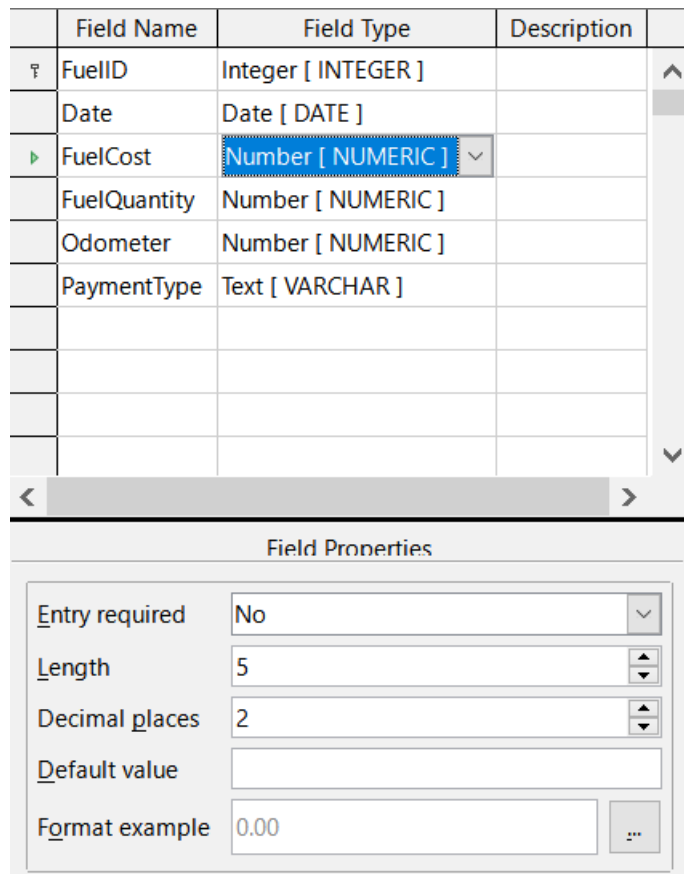 Field Name Field Type Description
FuelID Integer [ INTEGER ]
Date Date [ DATE ]
FuelCost Number [ NUMERIC ]
FuelQuantity Number [ NUMERIC ]
Odometer Number [ NUMERIC ]
PaymentType Text [ VARCHAR ]
Field Properties
Entry required No
Length 5
Decimal places 2
Default value
Format example 0.00 ...